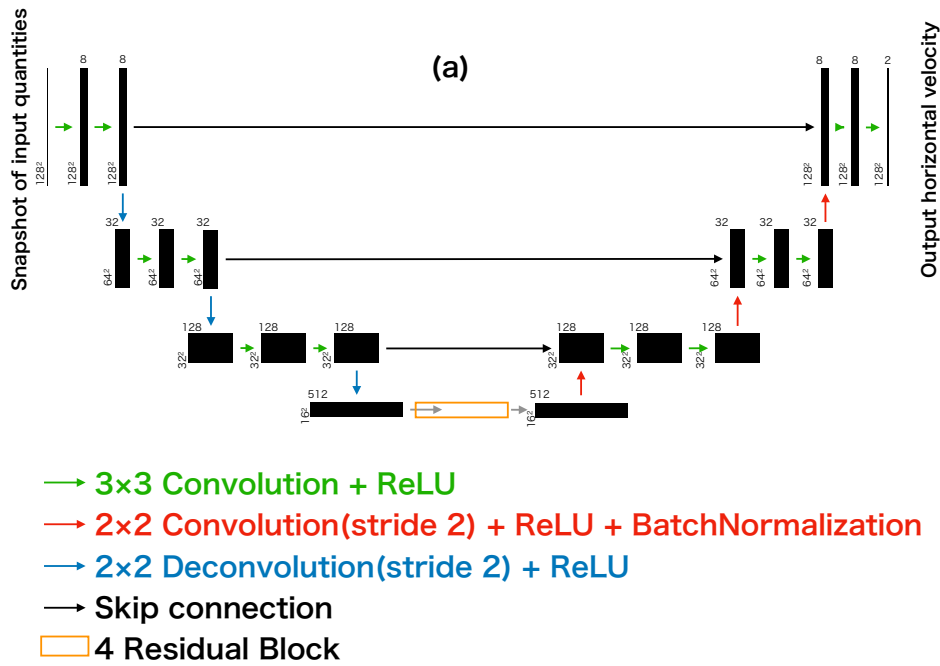 Snapshot of input quantities
(a)
Output horizontal velocity
8 8 8 8 2
128² 128² 128² 128² 128² 128²
32 32 32 32 32 32
64² 64² 64² 64² 64² 64²
128 128 128 128 128 128
32² 32² 32² 32² 32² 32²
512 512
16² 16²
3×3 Convolution + ReLU
2×2 Convolution(stride 2) + ReLU + BatchNormalization
2×2 Deconvolution(stride 2) + ReLU
Skip connection
4 Residual Block